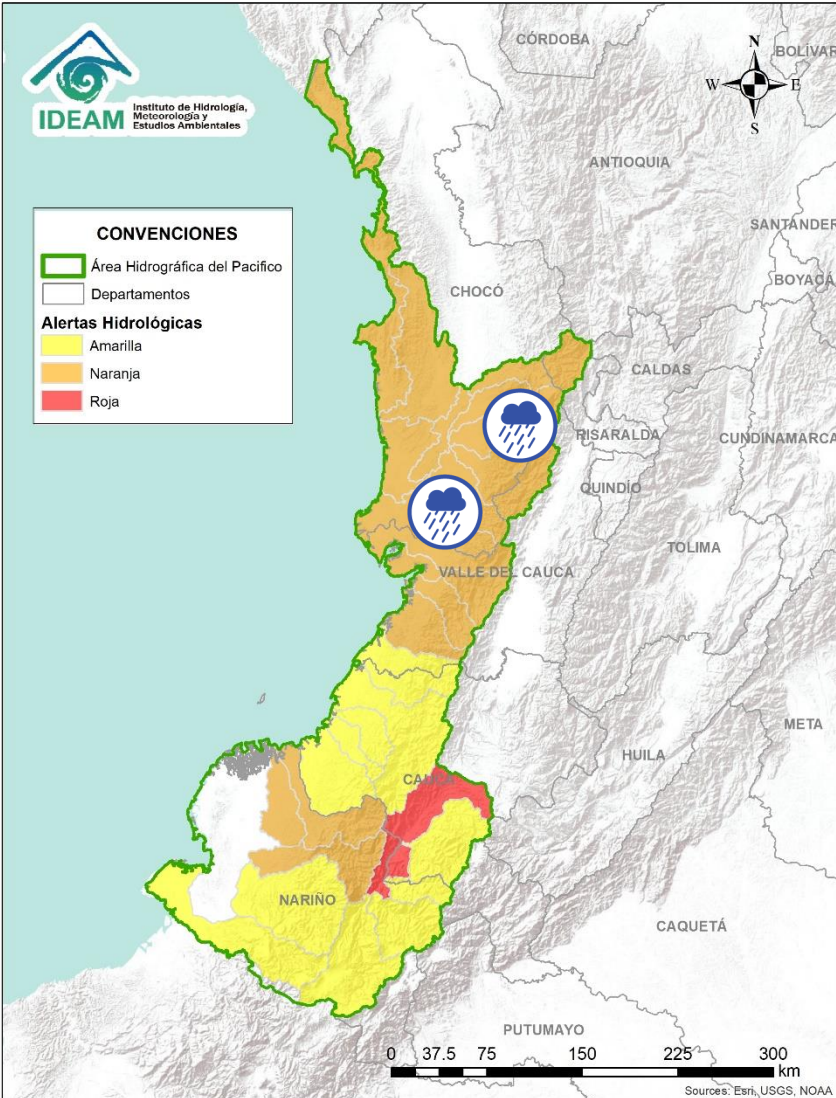 IDEAM
Instituto de Hidrología,
Meteorología y
Estudios Ambientales
CONVENCIONES
Área Hidrográfica del Pacifico
Departamentos
Alertas Hidrológicas
Amarilla
Naranja
Roja
N
W
E
S
CÓRDOBA
BOLÍVAR
ANTIOQUIA
SANTANDER
BOYACÁ
CHOCÓ
CALDAS
RISARALDA
CUNDINAMARCA
QUINDÍO
TOLIMA
VALLE DEL CAUCA
META
HUILA
CAUCA
NARIÑO
CAQUETÁ
PUTUMAYO
0 37.5 75 150 225 300
km
Sources: Esri, USGS, NOAA